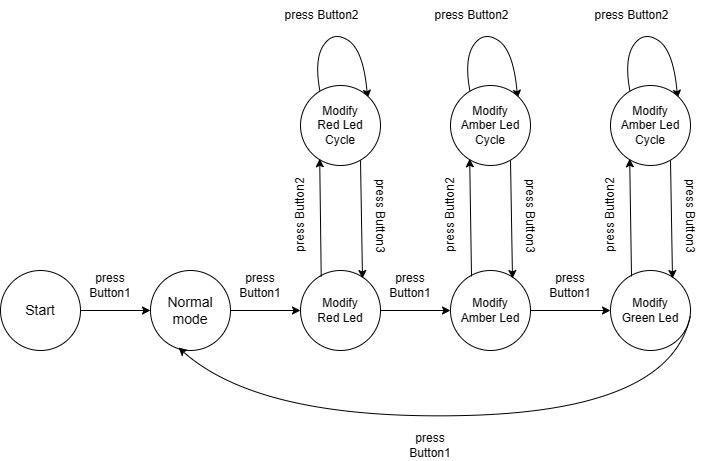 press Button2
press Button2
press Button2
Modify
Red Led
Cycle
Modify
Amber Led
Cycle
Modify
Amber Led
Cycle
press Button2
press Button3
press Button2
press Button3
press Button2
press Button3
Start
press
Button1
Normal
mode
press
Button1
Modify
Red Led
press
Button1
Modify
Amber Led
press
Button1
Modify
Green Led
press
Button1